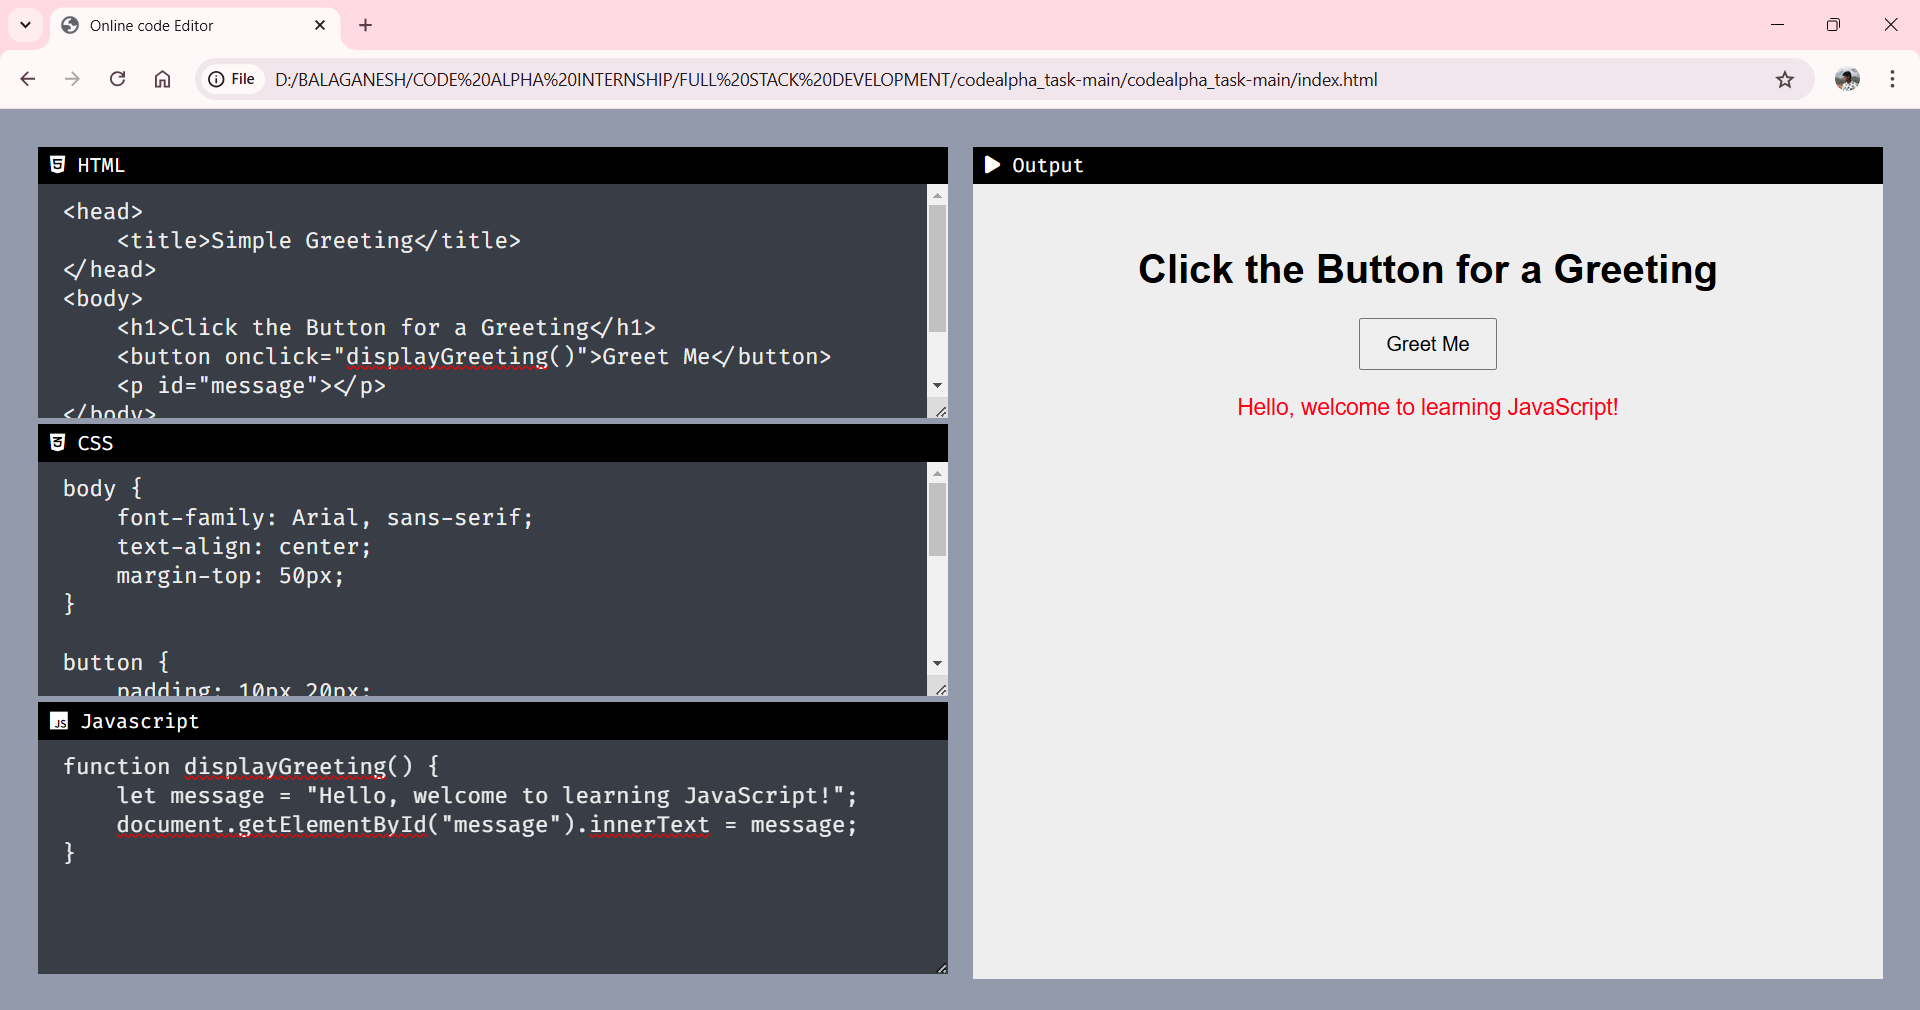 Online code Editor
File
D:/BALAGANESH/CODE%20ALPHA%20INTERNSHIP/FULL%20STACK%20DEVELOPMENT/codealpha_task-main/codealpha_task-main/index.html
HTML
<head>
<title>Simple Greeting</title>
</head>
<body>
<h1>Click the Button for a Greeting</h1>
<button onclick="displayGreeting()">Greet Me</button>
<p id="message"></p>
</body>
CSS
body {
font-family: Arial, sans-serif;
text-align: center;
margin-top: 50px;
}
button {
padding: 10px 20px;
JS Javascript
function displayGreeting() {
let message = "Hello, welcome to learning JavaScript!";
document.getElementById("message").innerText = message;
}
Output
Click the Button for a Greeting
Greet Me
Hello, welcome to learning JavaScript!